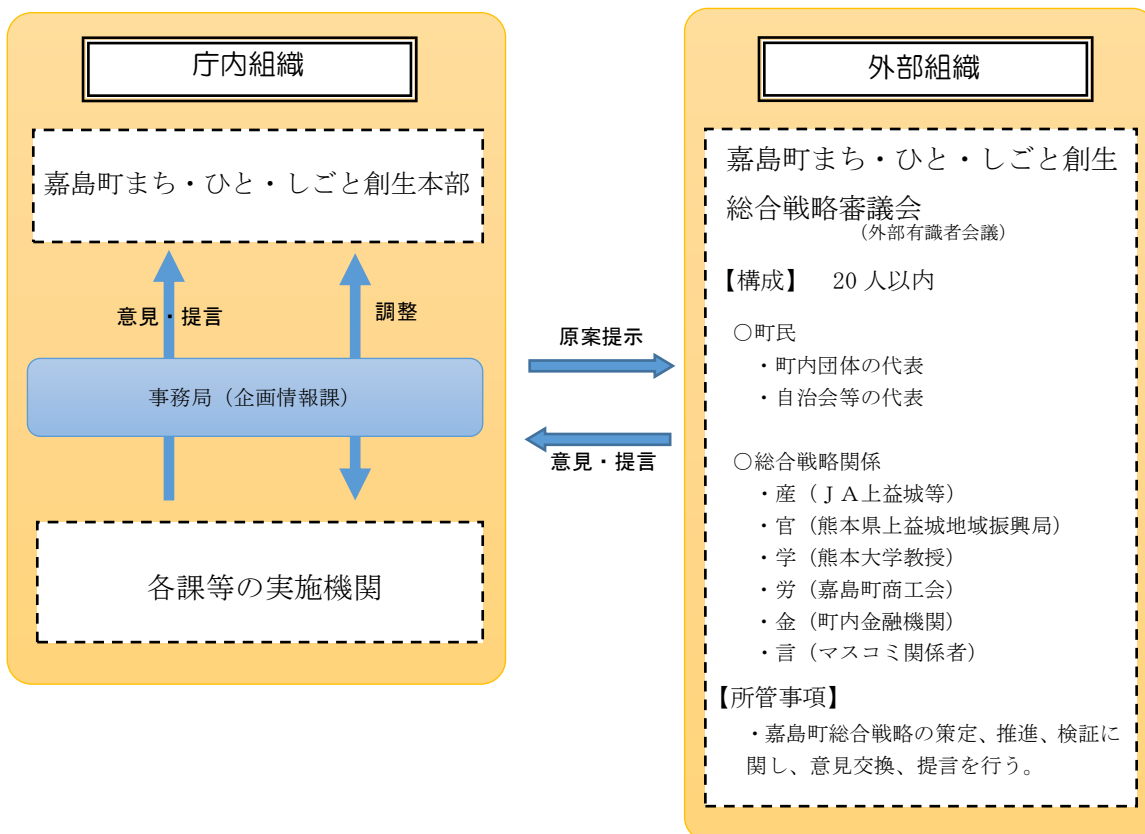 庁内組織
嘉島町まち・ひと・しごと創生本部
意見・提言
調整
事務局（企画情報課）
各課等の実施機関
原案提示
意見・提言
外部組織
嘉島町まち・ひと・しごと創生
総合戦略審議会
（外部有識者会議）
【構成】　20 人以内
○町民
・町内団体の代表
・自治会等の代表
○総合戦略関係
・産（ＪＡ上益城等）
・官（熊本県上益城地域振興局）
・学（熊本大学教授）
・労（嘉島町商工会）
・金（町内金融機関）
・言（マスコミ関係者）
【所管事項】
・嘉島町総合戦略の策定、推進、検証に
関し、意見交換、提言を行う。